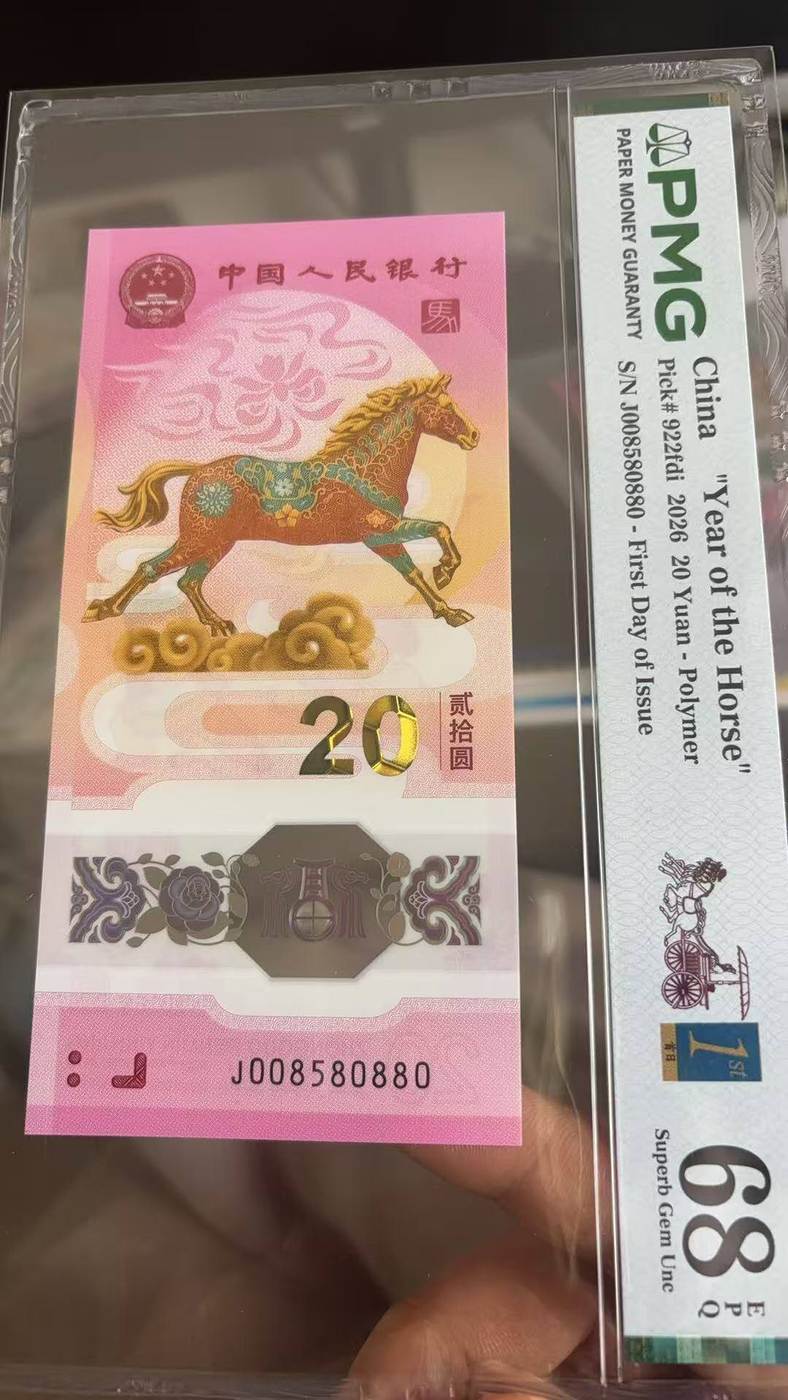 中国人民银行
馬
20
贰拾圆
J008580880
PMG
PAPER MONEY GUARANTY
China "Year of the Horse"
Pick# 922fdi 2026 20 Yuan - Polymer
S/N J008580880 - First Day of Issue
1st
首日
68
EPQ
Superb Gem Unc